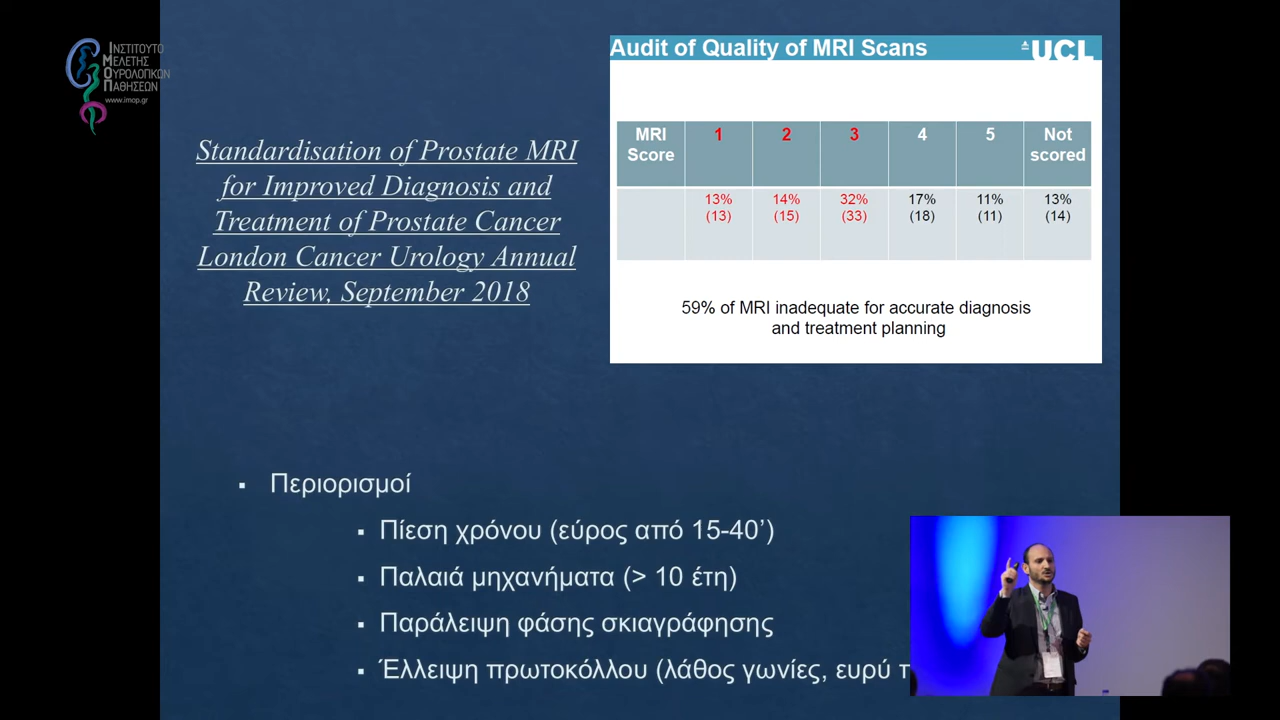 ΙΝΣΤΙΤΟΥΤΟ
ΜΕΛΕΤΗΣ
ΟΥΡΟΛΟΓΙΚΩΝ
ΠΑΘΗΣΕΩΝ
www.imop.gr
Standardisation of Prostate MRI
for Improved Diagnosis and
Treatment of Prostate Cancer
London Cancer Urology Annual
Review, September 2018
Audit of Quality of MRI Scans
UCL
MRI Score 1 2 3 4 5 Not scored
13% 14% 32% 17% 11% 13%
(13) (15) (33) (18) (11) (14)
59% of MRI inadequate for accurate diagnosis
and treatment planning
▪ Περιορισμοί
▪ Πίεση χρόνου (εύρος από 15-40’)
▪ Παλαιά μηχανήματα (> 10 έτη)
▪ Παράλειψη φάσης σκιαγράφησης
▪ Έλλειψη πρωτοκόλλου (λάθος γωνίες, ευρύ